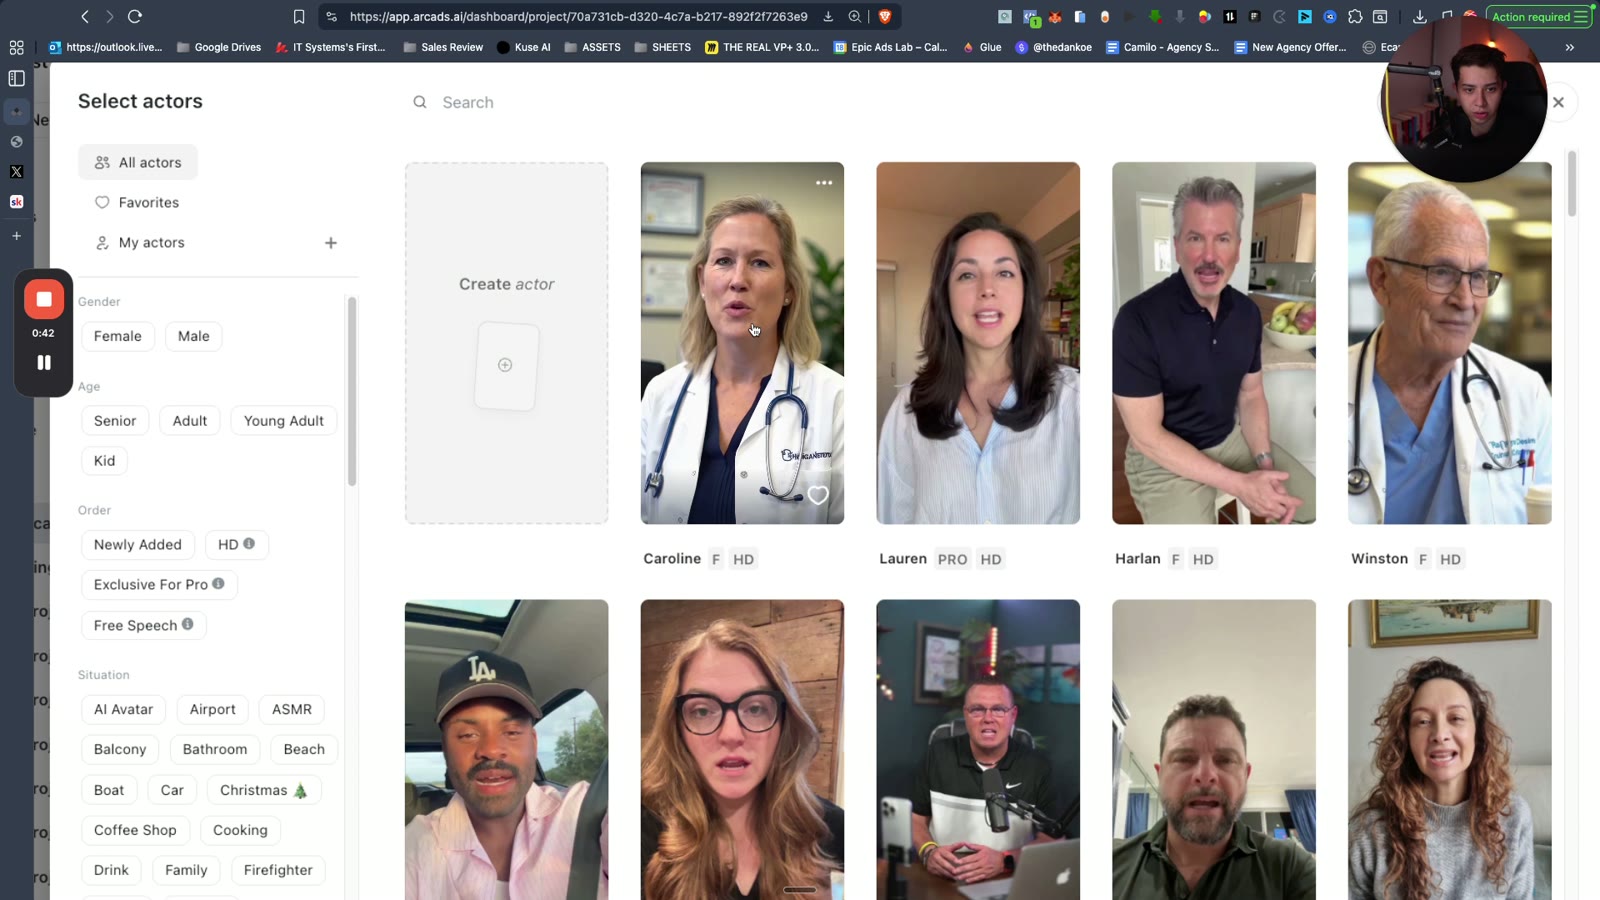 https://app.arcads.ai/dashboard/project/70a731cb-d320-4c7a-b217-892f2f7263e9
Action required
https://outlook.live...
Google Drives
IT Systems's First...
Sales Review
Kuse AI
ASSETS
SHEETS
THE REAL VP+ 3.0...
Epic Ads Lab – Cal...
Glue
@thedankoe
Camilo - Agency S...
New Agency Offer...
Select actors
Search
All actors
Favorites
My actors
Gender
Female
Male
0:42
Age
Senior
Adult
Young Adult
Kid
Order
Newly Added
HD
Exclusive For Pro
Free Speech
Situation
AI Avatar
Airport
ASMR
Balcony
Bathroom
Beach
Boat
Car
Christmas 🎄
Coffee Shop
Cooking
Drink
Family
Firefighter
Create actor
Caroline F HD
Lauren PRO HD
Harlan F HD
Winston F HD
LA